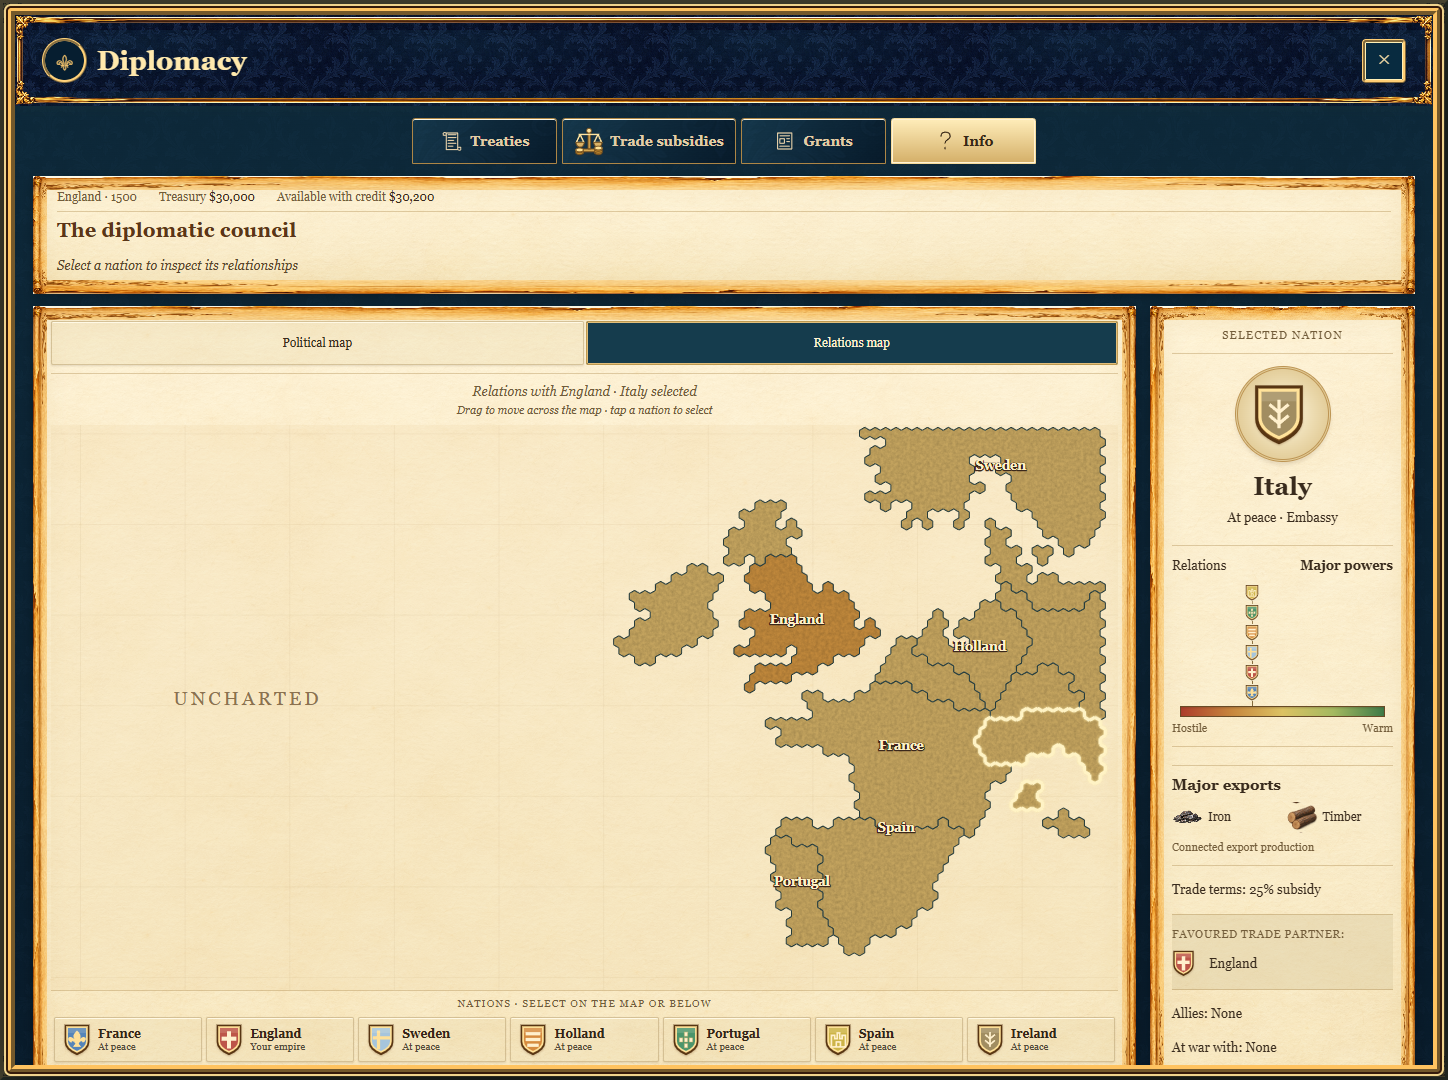 Diplomacy
×
Treaties
Trade subsidies
Grants
? Info
England · 1500 Treasury $30,000 Available with credit $30,200
The diplomatic council
Select a nation to inspect its relationships
Political map
Relations map
Relations with England · Italy selected
Drag to move across the map · tap a nation to select
Sweden
England
Holland
UNCHARTED
France
Spain
Portugal
NATIONS · SELECT ON THE MAP OR BELOW
France
At peace
England
Your empire
Sweden
At peace
Holland
At peace
Portugal
At peace
Spain
At peace
Ireland
At peace
SELECTED NATION
Italy
At peace · Embassy
Relations Major powers
Hostile Warm
Major exports
Iron Timber
Connected export production
Trade terms: 25% subsidy
FAVOURED TRADE PARTNER:
England
Allies: None
At war with: None